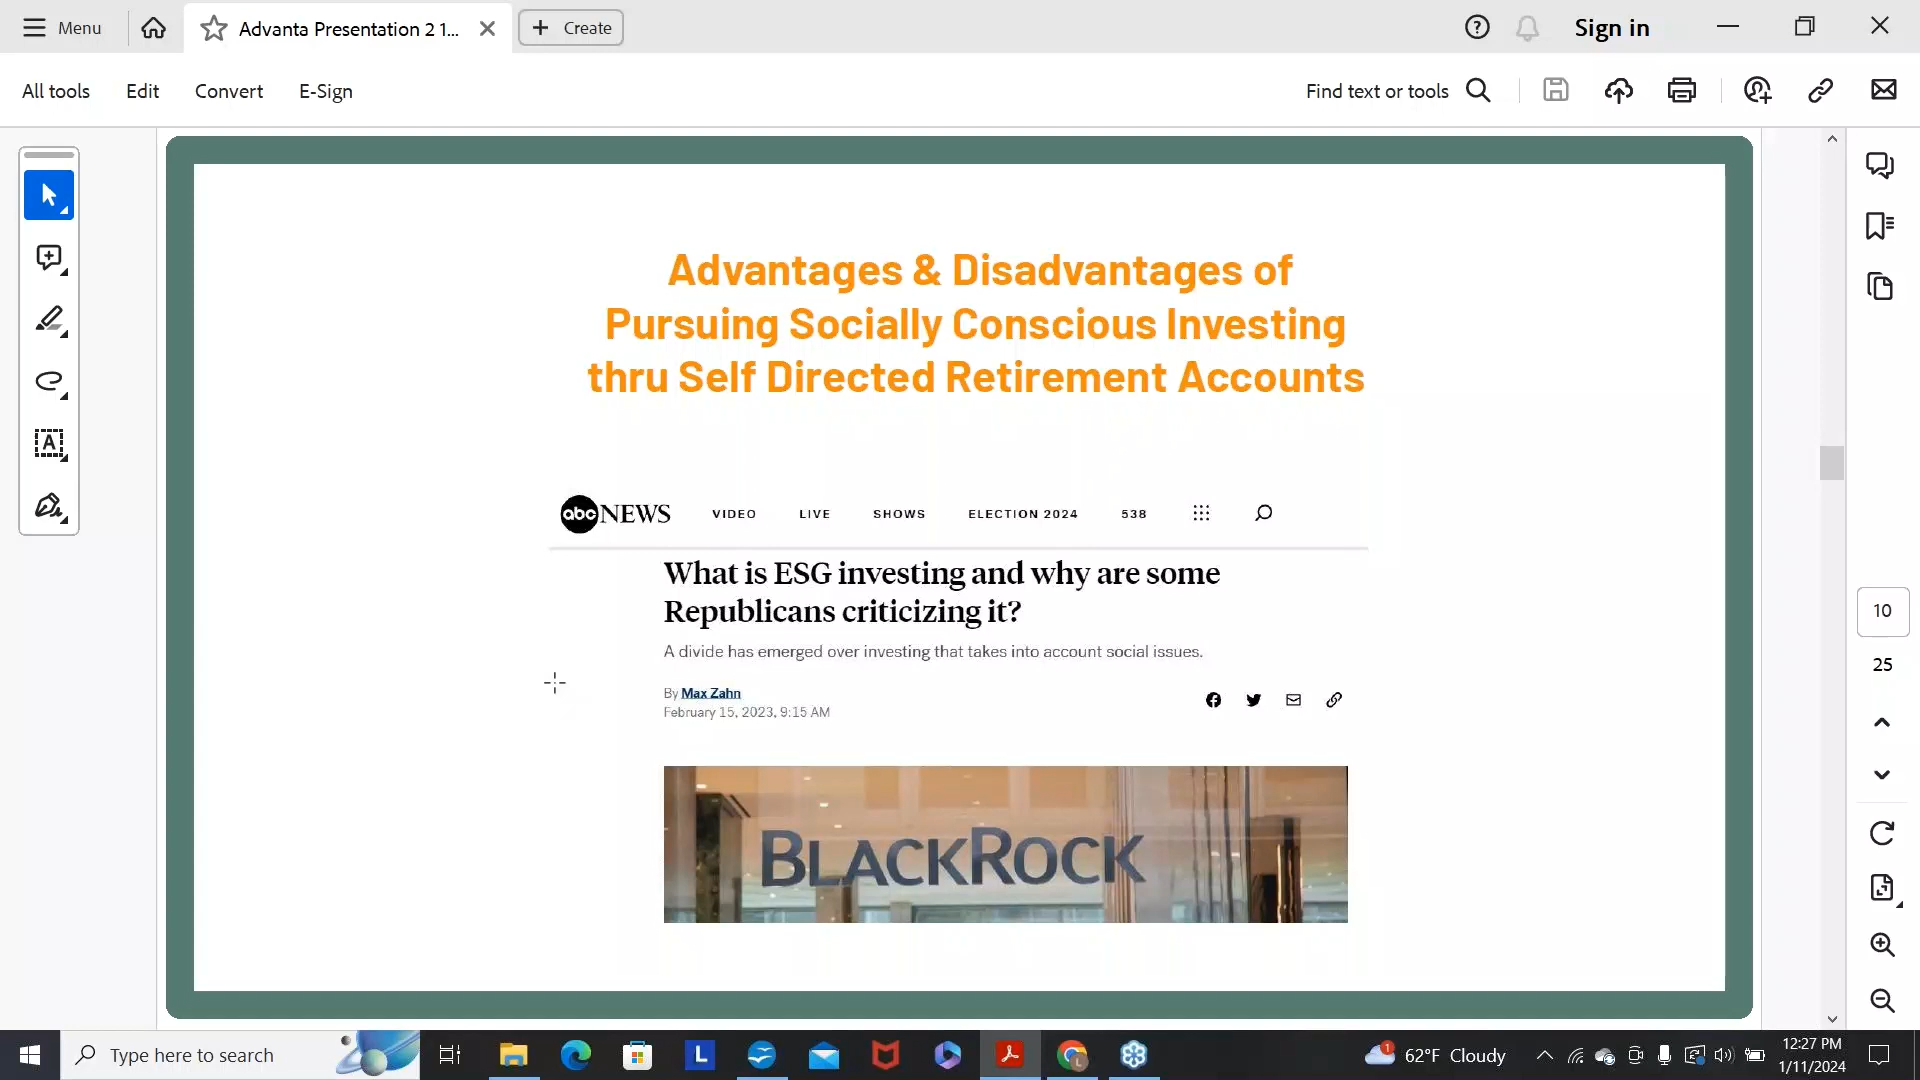 Menu
Advanta Presentation 2 1...
Create
Sign in
All tools
Edit
Convert
E-Sign
Find text or tools
Advantages & Disadvantages of
Pursuing Socially Conscious Investing
thru Self Directed Retirement Accounts
abc NEWS
VIDEO
LIVE
SHOWS
ELECTION 2024
538
What is ESG investing and why are some
Republicans criticizing it?
A divide has emerged over investing that takes into account social issues.
By Max Zahn
February 15, 2023, 9:15 AM
BLACKROCK
A
10
25
Type here to search
L
L
1
62°F Cloudy
12:27 PM
1/11/2024